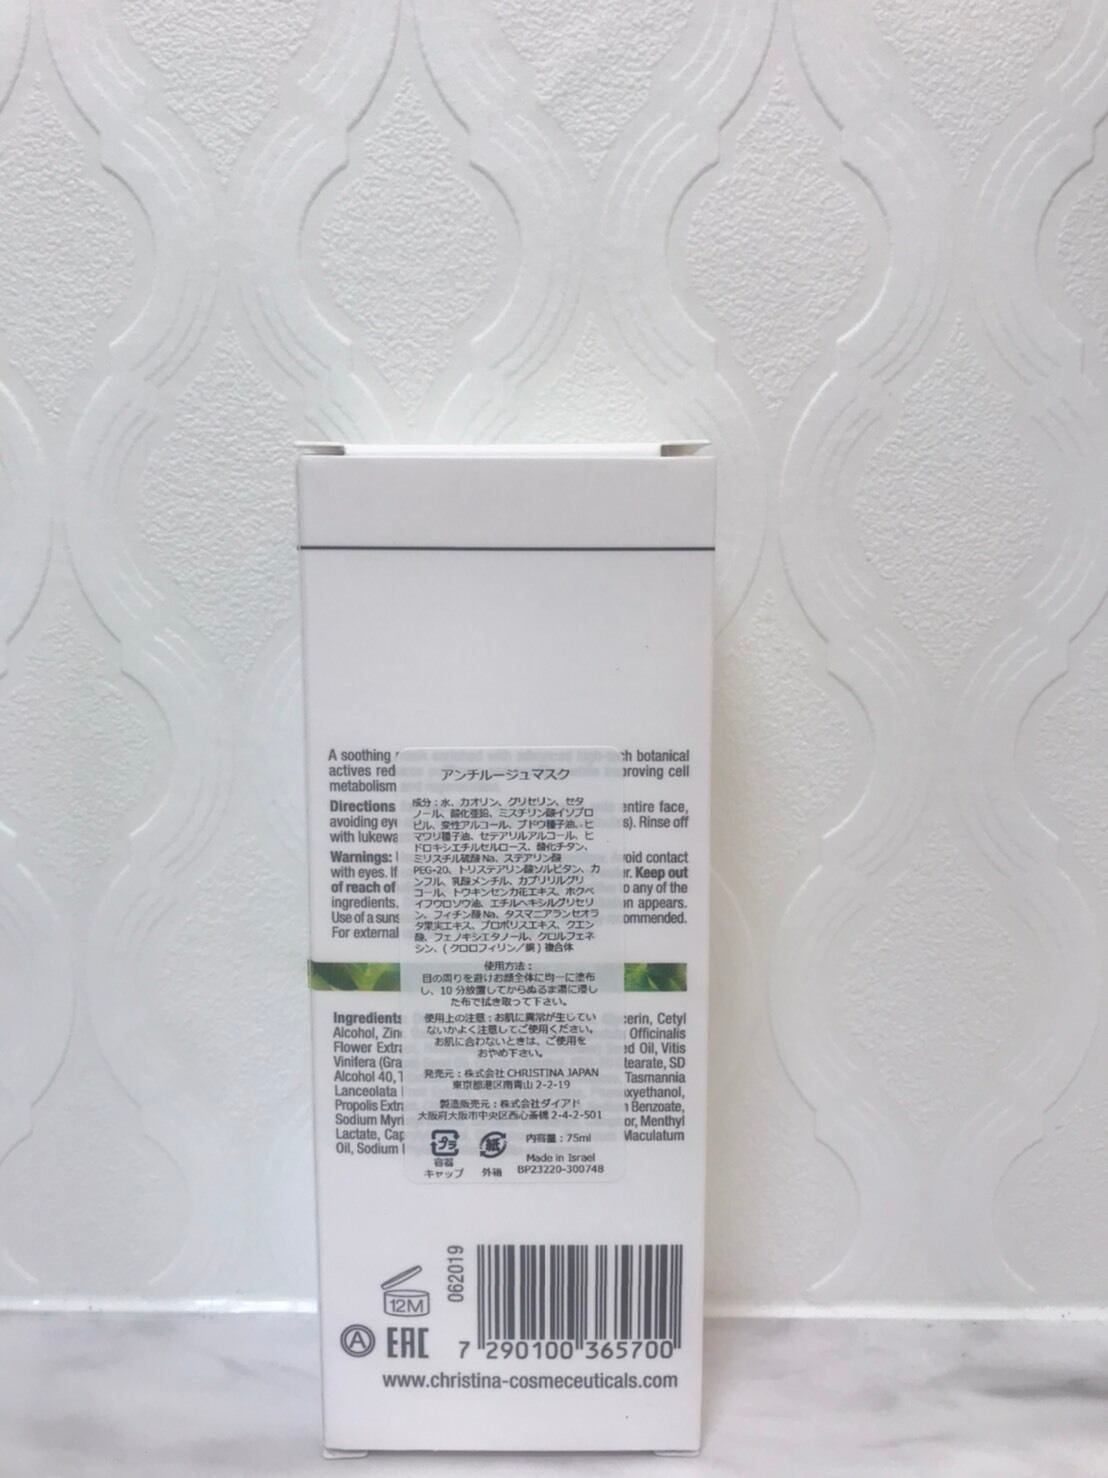 A soothing ch botanical
actives red proving cell
metabolism
Directions entire face,
avoiding eye s). Rinse off
with lukewa
Warnings: void contact
with eyes. If er. Keep out
of reach of o any of the
ingredients. n appears.
Use of a suns ommended.
For external
アンチルージュマスク
成分:水、カオリン、グリセリン、セタ
ノール、酸化亜鉛、ミスチリン酸イソプロ
ピル、変性アルコール、ブドウ種子油、ヒ
マワリ種子油、セテアリルアルコール、ヒ
ドロキシエチルセルロース、酸化チタン、
ミリスチル硫酸Na、ステアリン酸
PEG-20、トリステアリン酸ソルビタン、カ
ンフル、乳酸メンチル、カプリリルグリ
コール、トウキンセンカ花エキス、ホクベ
イフウロソウ油、エチルヘキシルグリセリ
ン、フィチン酸Na、タスマニアランセオラ
タ果実エキス、プロポリスエキス、クエン
酸、フェノキシエタノール、クロルフェネ
シン、(クロロフィリン/銅)複合体
使用方法:
目の周りを避けお顔全体に均一に塗布
し、10分放置してからぬるま湯に浸し
た布で拭き取って下さい。
使用上の注意:お肌に異常が生じてい
ないかよく注意してご使用ください。
お肌に合わないときは、ご使用を
おやめ下さい。
発売元:株式会社 CHRISTINA JAPAN
東京都港区南青山 2-2-19
製造販売元:株式会社ダイアド
大阪府大阪市中央区西心斎橋 2-4-2-501
プラ 紙 内容量:75ml
容器
キャップ 外箱
Made in Israel
BP23220-300748
Ingredients cerin, Cetyl
Alcohol, Zin Officinalis
Flower Extra ed Oil, Vitis
Vinifera (Gra tearate, SD
Alcohol 40, T Tasmannia
Lanceolata oxyethanol,
Propolis Extra n Benzoate,
Sodium Myri or, Menthyl
Lactate, Cap Maculatum
Oil, Sodium
062019
12M
A EAC
7 290100 365700
www.christina-cosmeceuticals.com